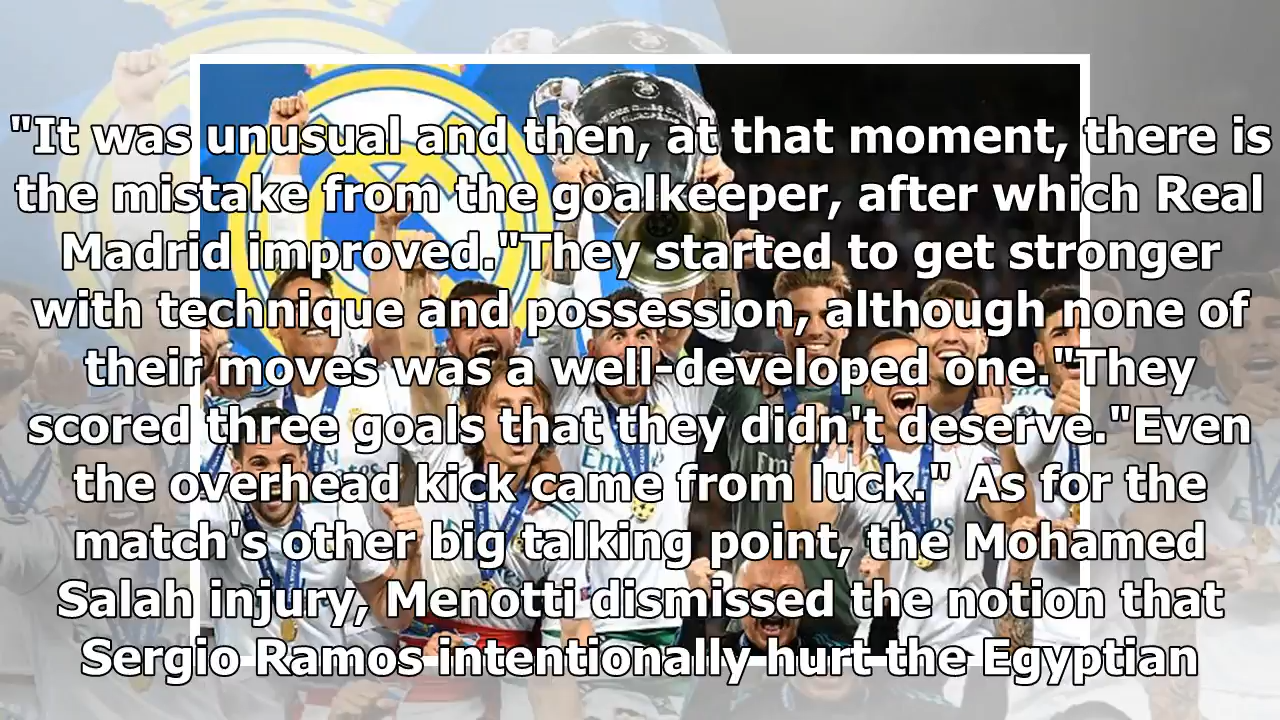 "It was unusual and then, at that moment, there is
the mistake from the goalkeeper, after which Real
Madrid improved."They started to get stronger
with technique and possession, although none of
their moves was a well-developed one."They
scored three goals that they didn't deserve."Even
the overhead kick came from luck." As for the
match's other big talking point, the Mohamed
Salah injury, Menotti dismissed the notion that
Sergio Ramos intentionally hurt the Egyptian